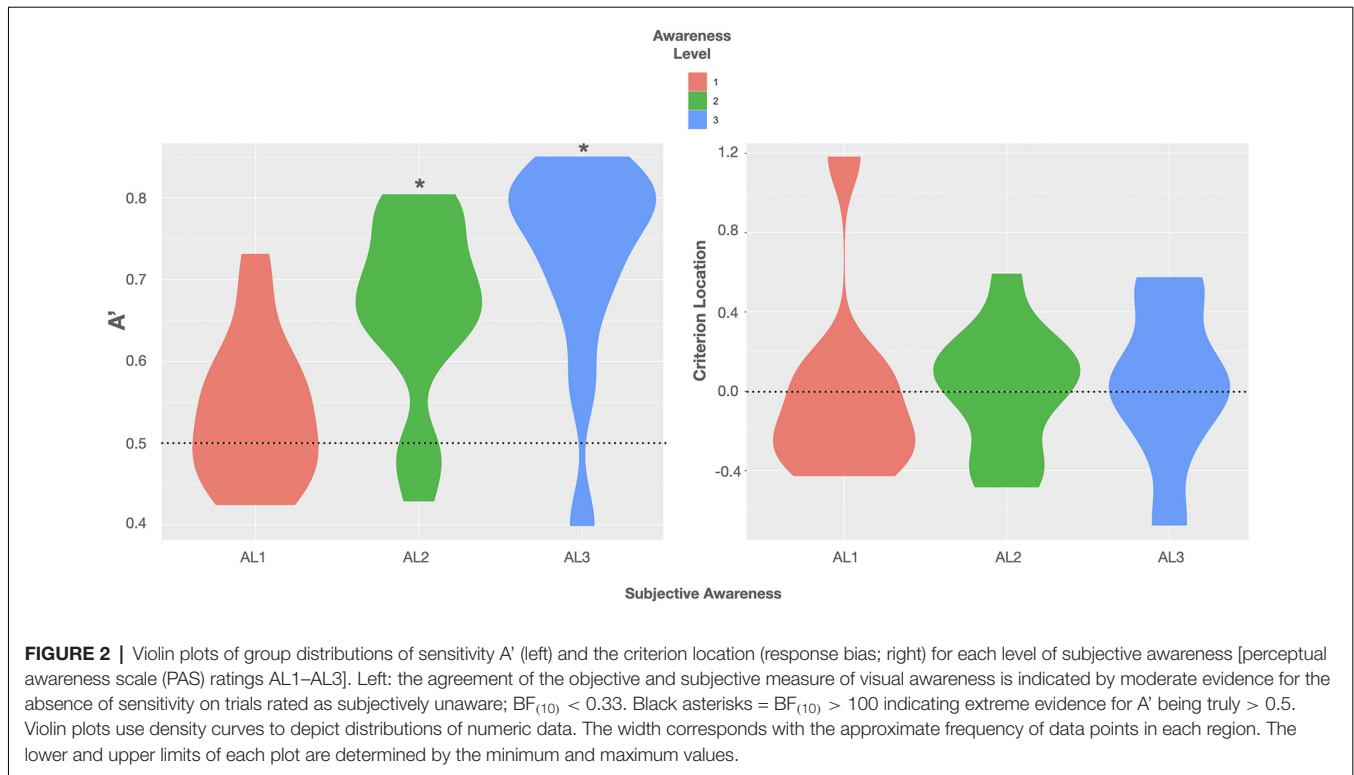 Awareness
Level
1
2
3
A'
0.8
0.7
0.6
0.5
0.4
*
*
AL1 AL2 AL3
Criterion Location
1.2
0.8
0.4
0.0
-0.4
AL1 AL2 AL3
Subjective Awareness
FIGURE 2 | Violin plots of group distributions of sensitivity A' (left) and the criterion location (response bias; right) for each level of subjective awareness [perceptual
awareness scale (PAS) ratings AL1–AL3]. Left: the agreement of the objective and subjective measure of visual awareness is indicated by moderate evidence for the
absence of sensitivity on trials rated as subjectively unaware; BF(10) < 0.33. Black asterisks = BF(10) > 100 indicating extreme evidence for A' being truly > 0.5.
Violin plots use density curves to depict distributions of numeric data. The width corresponds with the approximate frequency of data points in each region. The
lower and upper limits of each plot are determined by the minimum and maximum values.